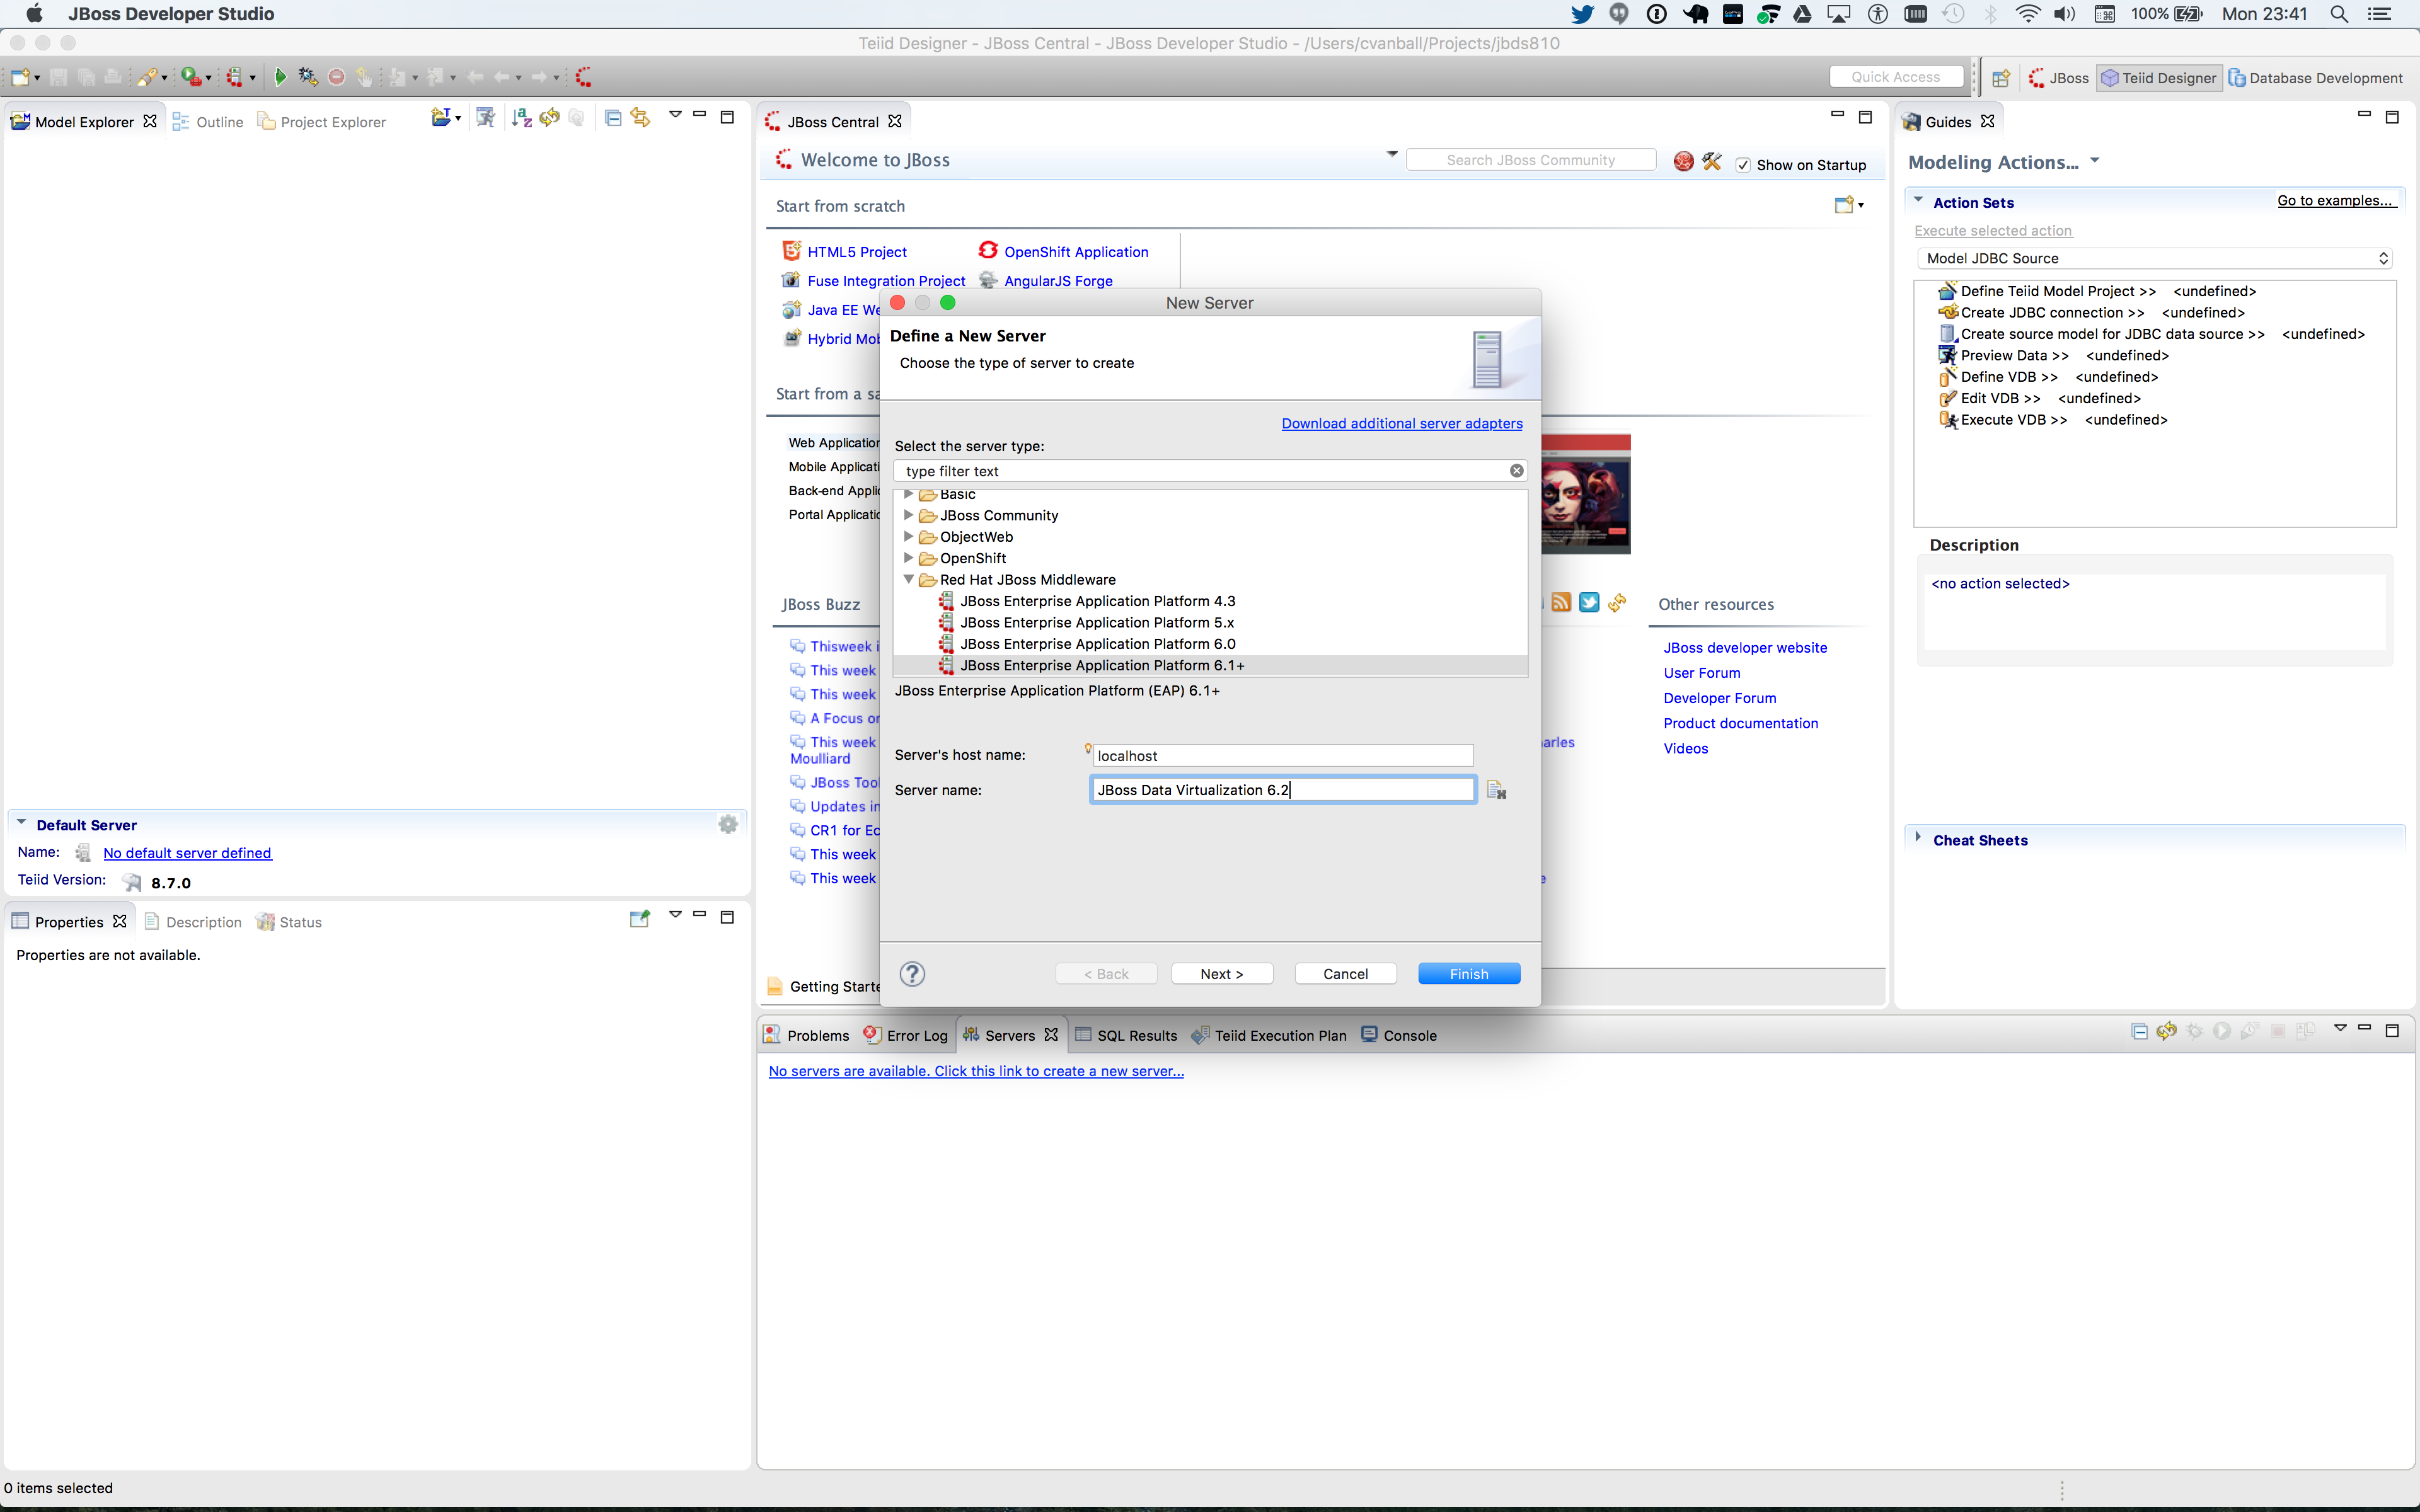 JBoss Developer Studio
100%
Mon 23:41
Teiid Designer - JBoss Central - JBoss Developer Studio - /Users/cvanball/Projects/jbds810
Quick Access
JBoss
Teiid Designer
Database Development
Model Explorer
Outline
Project Explorer
Default Server
Name:
No default server defined
Teiid Version:
8.7.0
Properties
Description
Status
Properties are not available.
JBoss Central
Welcome to JBoss
Search JBoss Community
Show on Startup
Start from scratch
HTML5 Project
OpenShift Application
Fuse Integration Project
AngularJS Forge
Java EE We
Hybrid Mob
Start from a sa
Web Application
Mobile Applicati
Back-end Applic
Portal Applicatio
JBoss Buzz
Thisweek i
This week
This week
A Focus on
This week
arles
Moulliard
JBoss Tool
Updates in
CR1 for Ec
This week
This week
e
Other resources
JBoss developer website
User Forum
Developer Forum
Product documentation
Videos
Getting Starte
New Server
Define a New Server
Choose the type of server to create
Download additional server adapters
Select the server type:
type filter text
Basic
JBoss Community
ObjectWeb
OpenShift
Red Hat JBoss Middleware
JBoss Enterprise Application Platform 4.3
JBoss Enterprise Application Platform 5.x
JBoss Enterprise Application Platform 6.0
JBoss Enterprise Application Platform 6.1+
JBoss Enterprise Application Platform (EAP) 6.1+
Server's host name:
localhost
Server name:
JBoss Data Virtualization 6.2
?
< Back
Next >
Cancel
Finish
Guides
Modeling Actions...
Action Sets
Go to examples...
Execute selected action
Model JDBC Source
Define Teiid Model Project >> <undefined>
Create JDBC connection >> <undefined>
Create source model for JDBC data source >> <undefined>
Preview Data >> <undefined>
Define VDB >> <undefined>
Edit VDB >> <undefined>
Execute VDB >> <undefined>
Description
<no action selected>
Cheat Sheets
Problems
Error Log
Servers
SQL Results
Teiid Execution Plan
Console
No servers are available. Click this link to create a new server...
0 items selected